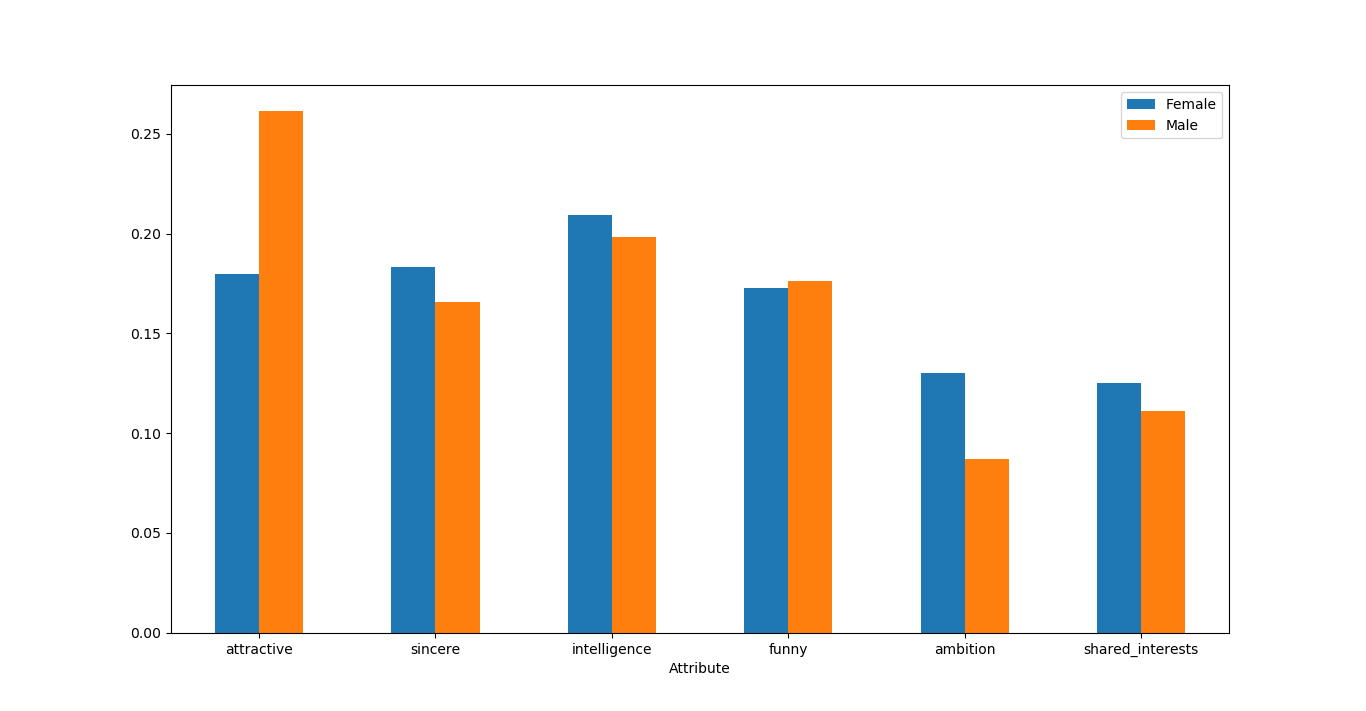 Female
Male
0.25
0.20
0.15
0.10
0.05
0.00
attractive sincere intelligence funny ambition shared_interests
Attribute